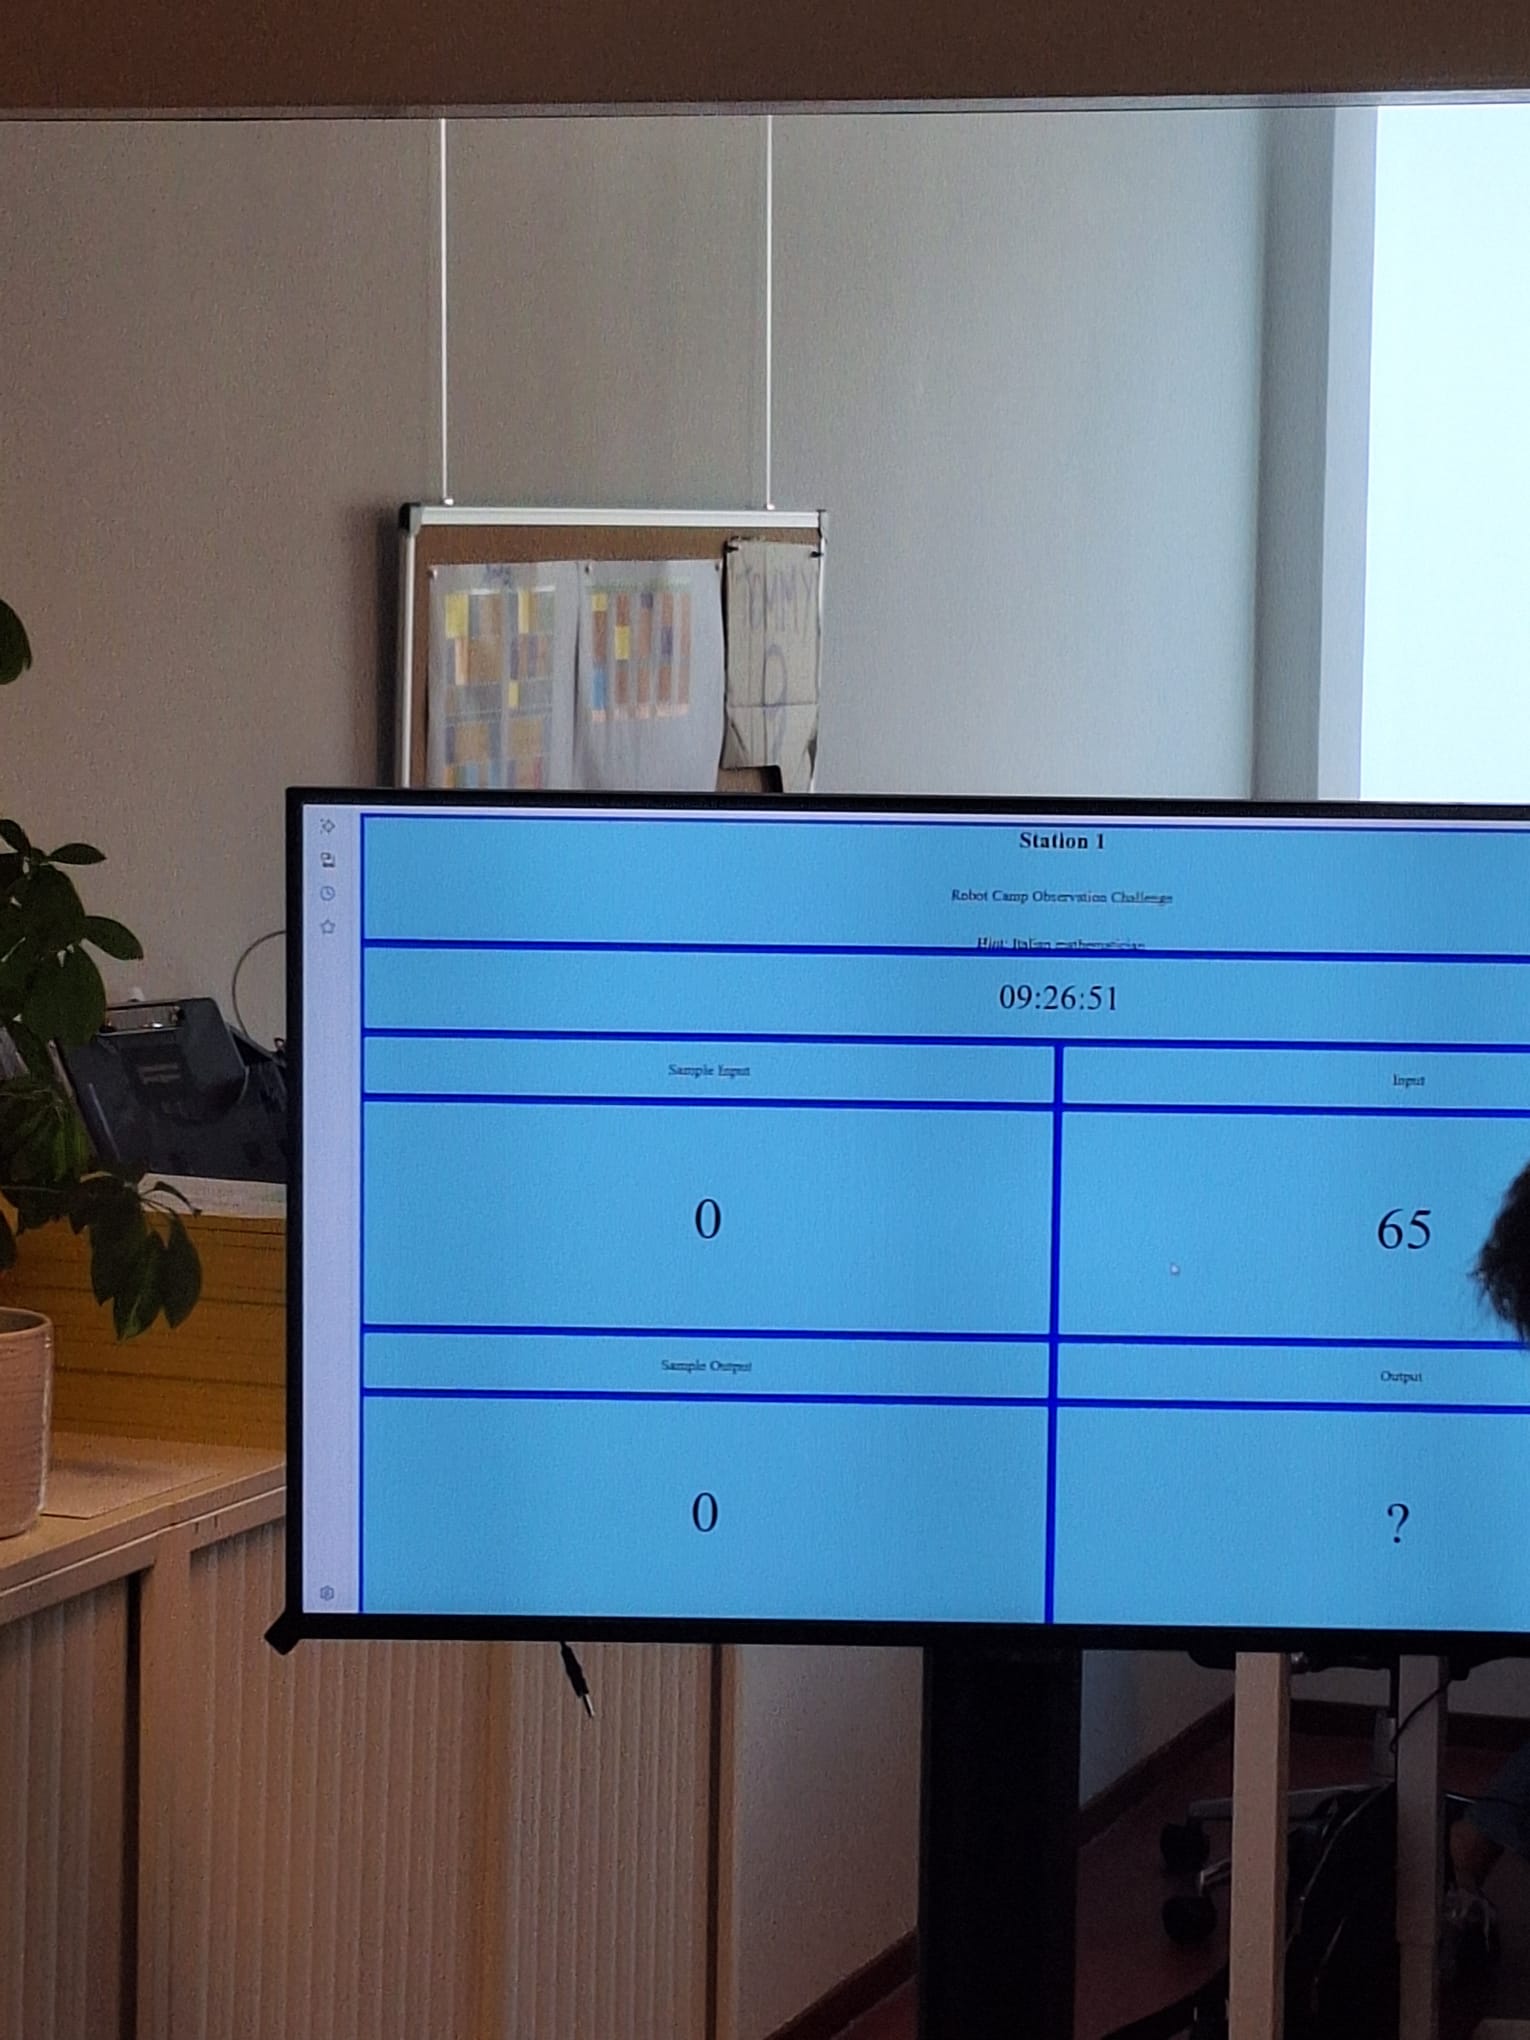 TOMMY
Station 1
Robot Camp Observation Challenge
Hint: Italian mathematician
09:26:51
Sample Input
Input
0
65
Sample Output
Output
0
?